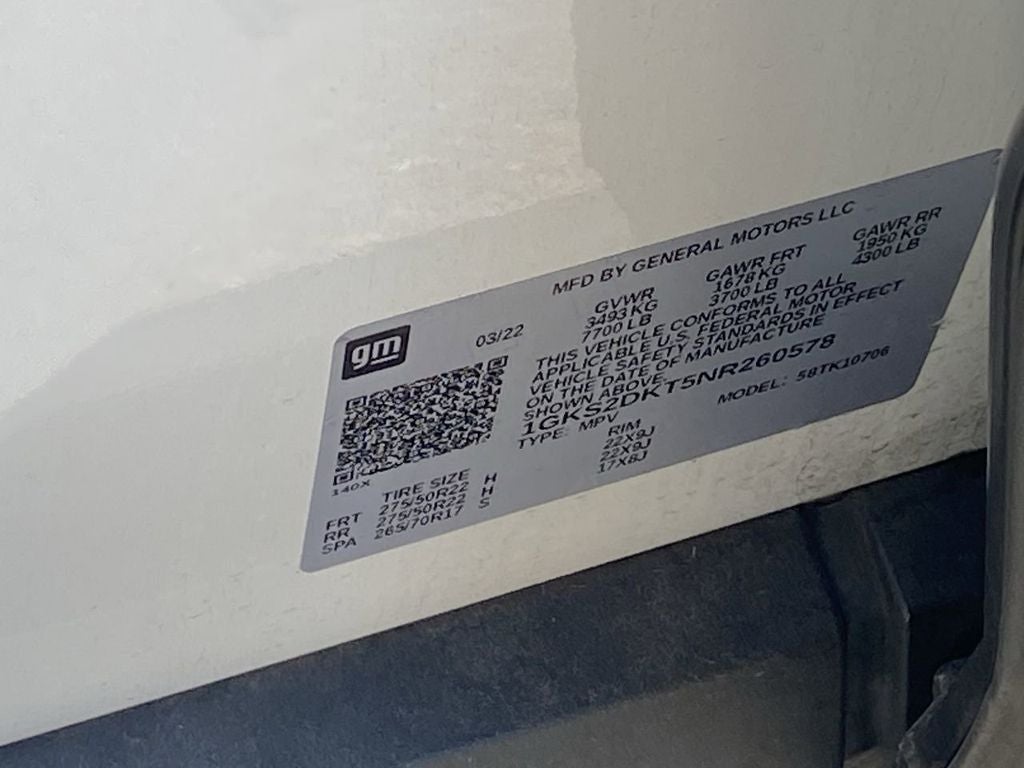 MFD BY GENERAL MOTORS LLC
gm
03/22
GVWR GAWR FRT GAWR RR
3493 KG 1678 KG 1950 KG
7700 LB 3700 LB 4300 LB
THIS VEHICLE CONFORMS TO ALL
APPLICABLE U.S. FEDERAL MOTOR
VEHICLE SAFETY STANDARDS IN EFFECT
ON THE DATE OF MANUFACTURE
SHOWN ABOVE.
1GKS2DKT5NR260578
TYPE: MPV MODEL: 58TK10706
140X
TIRE SIZE RIM
FRT 275/50R22 H 22X9J
RR 275/50R22 H 22X9J
SPA 265/70R17 S 17X8J